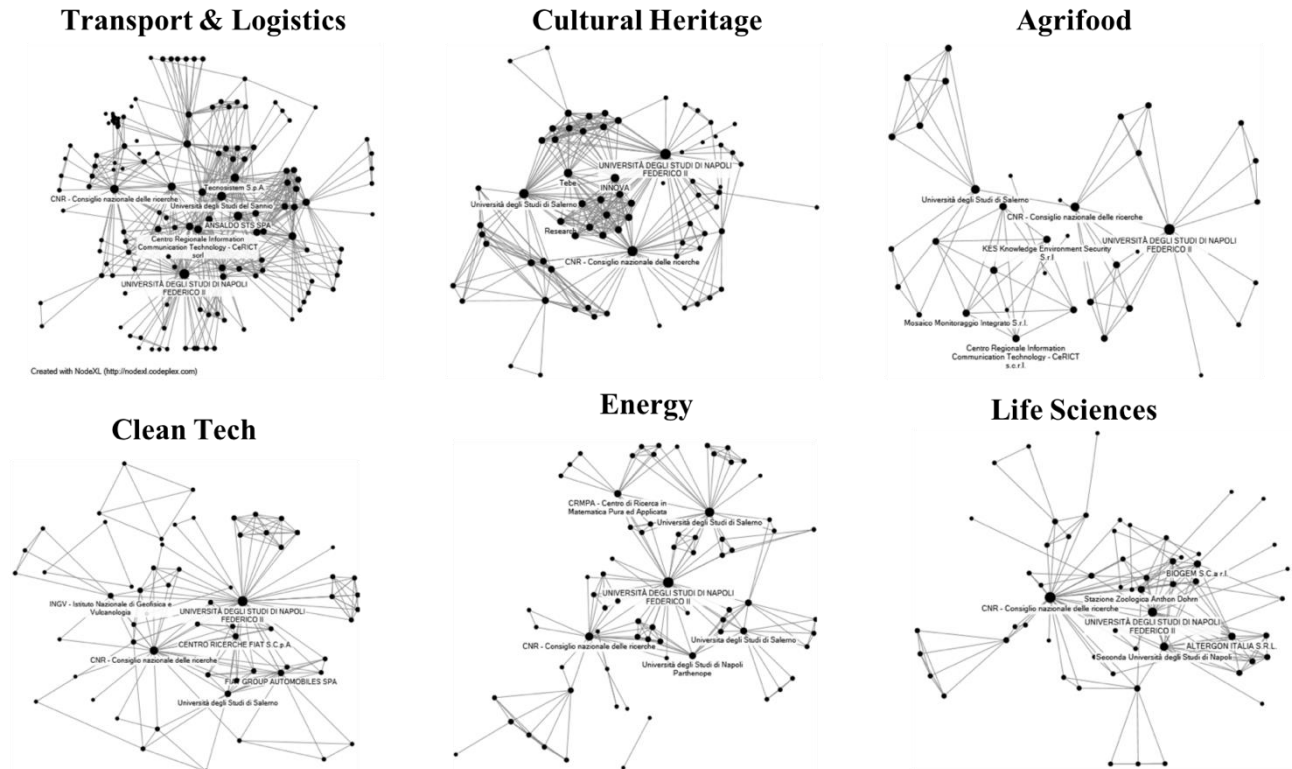 Transport & Logistics
CNR - Consiglio nazionale delle ricerche
Tecnosistem S.p.A.
Università degli Studi del Sannio
ANSALDO STS SPA
Centro Regionale Information
Communication Technology - CeRICT
scrl
UNIVERSITÀ DEGLI STUDI DI NAPOLI
FEDERICO II
Created with NodeXL (http://nodexl.codeplex.com)
Cultural Heritage
UNIVERSITÀ DEGLI STUDI DI NAPOLI
FEDERICO II
Tebe
INNOVA
Università degli Studi di Salerno
Research
CNR - Consiglio nazionale delle ricerche
Agrifood
Università degli Studi di Salerno
CNR - Consiglio nazionale delle ricerche
UNIVERSITÀ DEGLI STUDI DI NAPOLI
FEDERICO II
KES Knowledge Environment Security
S.r.l
Mosaico Monitoraggio Integrato S.r.l.
Centro Regionale Information
Communication Technology - CeRICT
s.c.r.l.
Clean Tech
INGV - Istituto Nazionale di Geofisica e
Vulcanologia
UNIVERSITÀ DEGLI STUDI DI NAPOLI
FEDERICO II
CENTRO RICERCHE FIAT S.C.p.A.
CNR - Consiglio nazionale delle ricerche
FIAT GROUP AUTOMOBILES SPA
Università degli Studi di Salerno
Energy
CRMPA - Centro di Ricerca in
Matematica Pura ed Applicata
Università degli Studi di Salerno
UNIVERSITÀ DEGLI STUDI DI NAPOLI
FEDERICO II
CNR - Consiglio nazionale delle ricerche
Universita degli Studi di Salerno
Università degli Studi di Napoli
Parthenope
Life Sciences
BIOGEM S.C.a r.l.
Stazione Zoologica Anthon Dohrn
CNR - Consiglio nazionale delle ricerche
UNIVERSITÀ DEGLI STUDI DI NAPOLI
FEDERICO II
ALTERGON ITALIA S.R.L.
Seconda Università degli Studi di Napoli